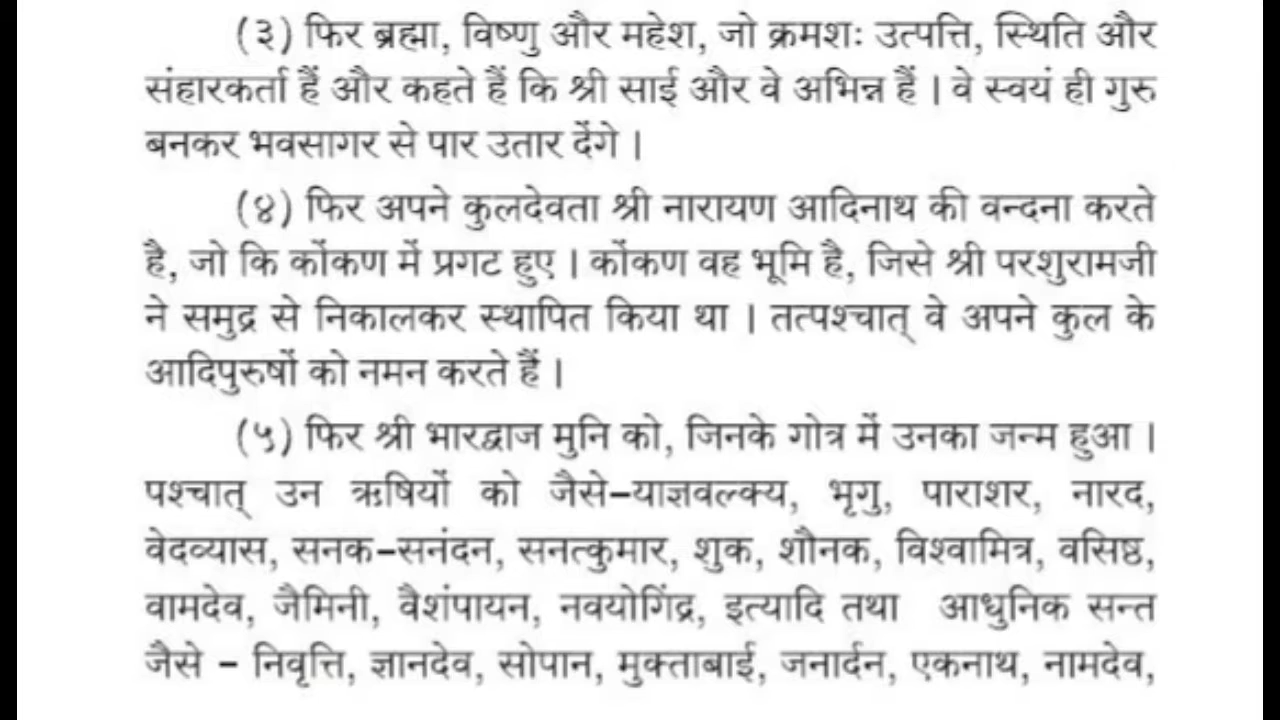 (३) फिर ब्रह्मा, विष्णु और महेश, जो क्रमशः उत्पत्ति, स्थिति और
संहारकर्ता हैं और कहते हैं कि श्री साई और वे अभिन्न हैं । वे स्वयं ही गुरु
बनकर भवसागर से पार उतार देंगे ।
(४) फिर अपने कुलदेवता श्री नारायण आदिनाथ की वन्दना करते
है, जो कि कोंकण में प्रगट हुए । कोंकण वह भूमि है, जिसे श्री परशुरामजी
ने समुद्र से निकालकर स्थापित किया था । तत्पश्चात् वे अपने कुल के
आदिपुरुषों को नमन करते हैं ।
(५) फिर श्री भारद्वाज मुनि को, जिनके गोत्र में उनका जन्म हुआ ।
पश्चात् उन ऋषियों को जैसे–याज्ञवल्क्य, भृगु, पाराशर, नारद,
वेदव्यास, सनक–सनंदन, सनत्कुमार, शुक, शौनक, विश्वामित्र, वसिष्ठ,
वामदेव, जैमिनी, वैशंपायन, नवयोगिंद्र, इत्यादि तथा आधुनिक सन्त
जैसे – निवृत्ति, ज्ञानदेव, सोपान, मुक्ताबाई, जनार्दन, एकनाथ, नामदेव,